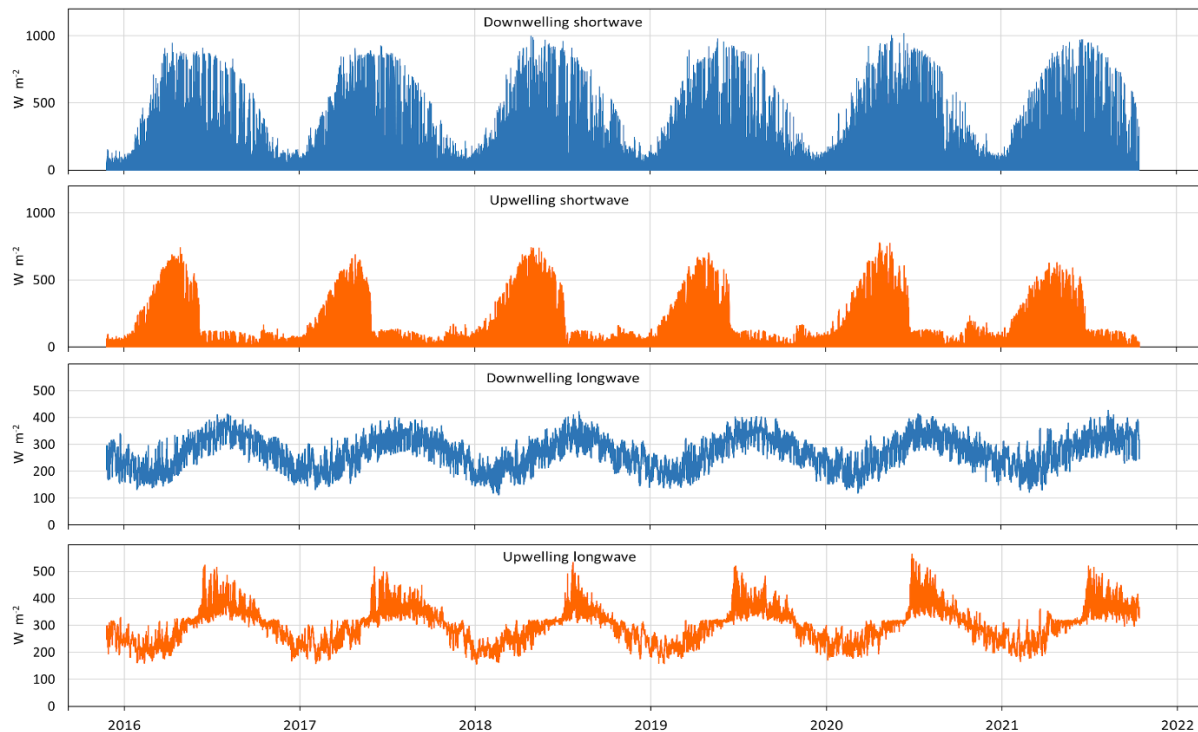 Downwelling shortwave
W m-2
1000
500
0
Upwelling shortwave
W m-2
1000
500
0
Downwelling longwave
W m-2
500
400
300
200
100
0
Upwelling longwave
W m-2
500
400
300
200
100
0
2016 2017 2018 2019 2020 2021 2022